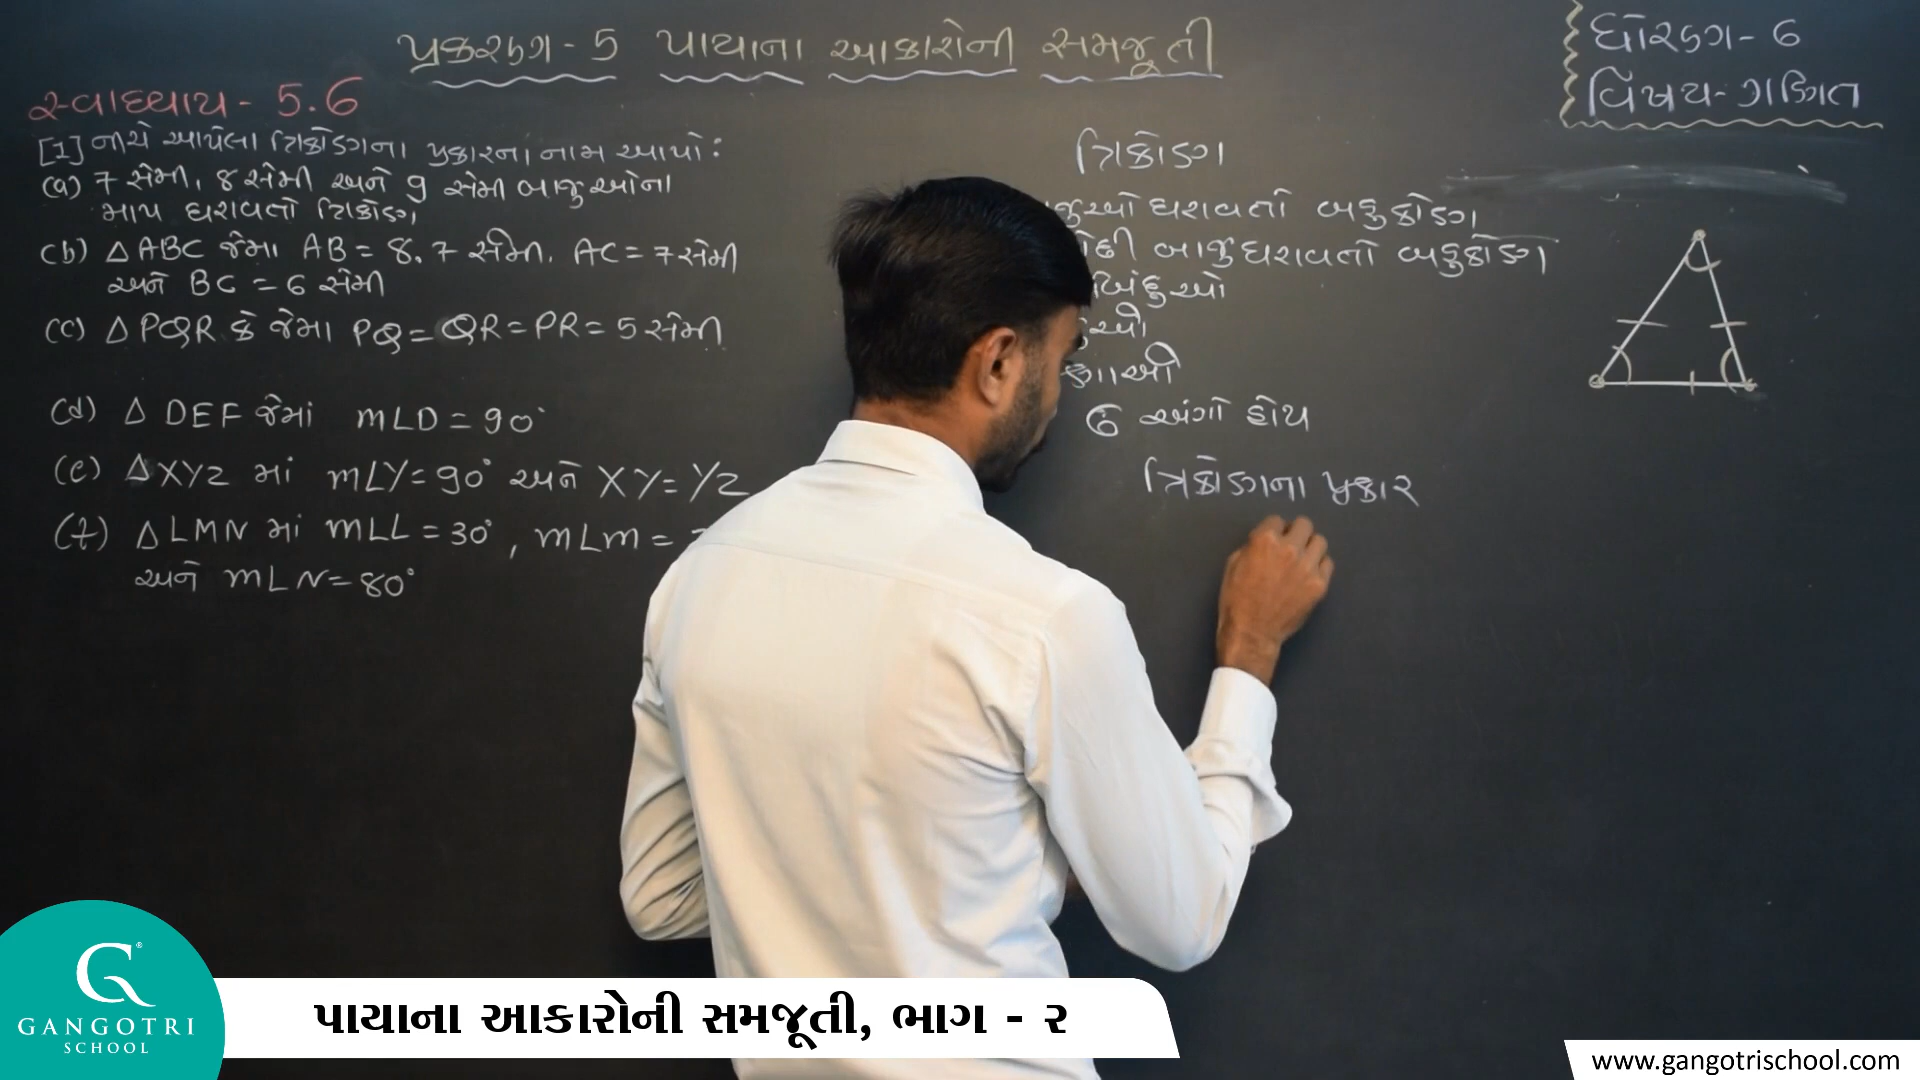 પ્રકરણ - 5 પાયાના આકારોની સમજૂતી
ધોરણ - 6
વિષય - ગણિત
સ્વાધ્યાય - 5.6
[1] નીચે આપેલા ત્રિકોણના પ્રકારના નામ આપો :
(a) 7 સેમી, 8 સેમી અને 9 સેમી બાજુઓના
માપ ધરાવતો ત્રિકોણ
(b) △ABC જેમાં AB = 8.7 સેમી, AC = 7 સેમી
અને BC = 6 સેમી
(c) △PQR કે જેમાં PQ = QR = PR = 5 સેમી
(d) △ DEF જેમાં m∠D = 90°
(e) △XYZ માં m∠Y = 90° અને XY = YZ
(f) △LMN માં m∠L = 30°, m∠M =
અને m∠N = 80°
ત્રિકોણ
ધરાવતો બહુકોણ
બાજુ ધરાવતો બહુકોણ
6 અંગો હોય
ત્રિકોણના પ્રકાર
GANGOTRI
SCHOOL
પાયાના આકારોની સમજૂતી, ભાગ - ૨
www.gangotrischool.com